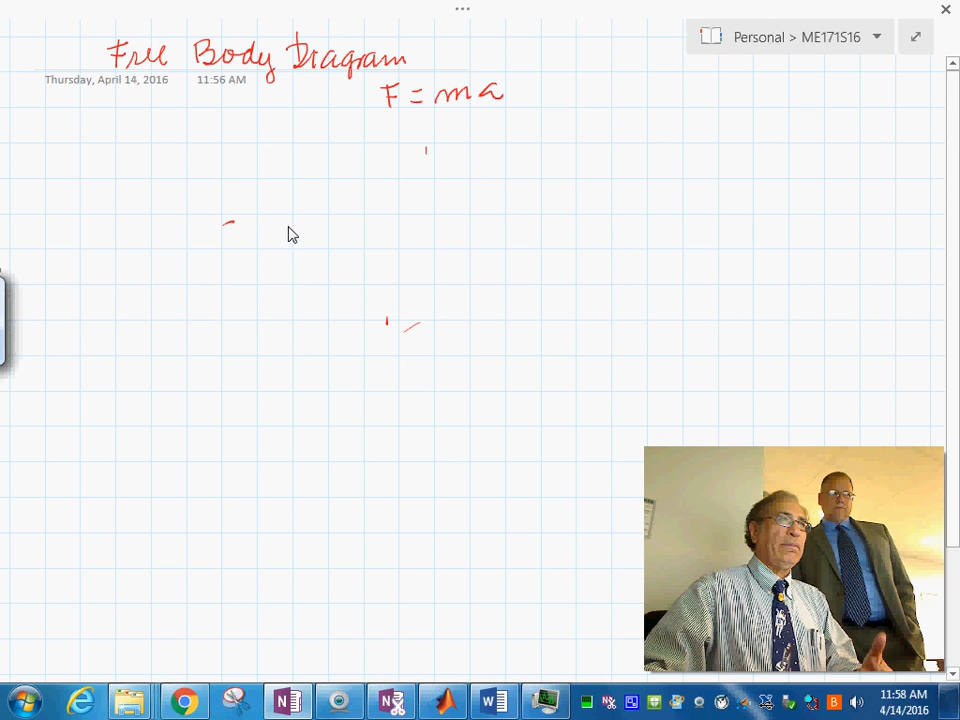 Personal > ME171S16
Free Body Diagram
Thursday, April 14, 2016 11:56 AM
F = ma
11:58 AM
4/14/2016